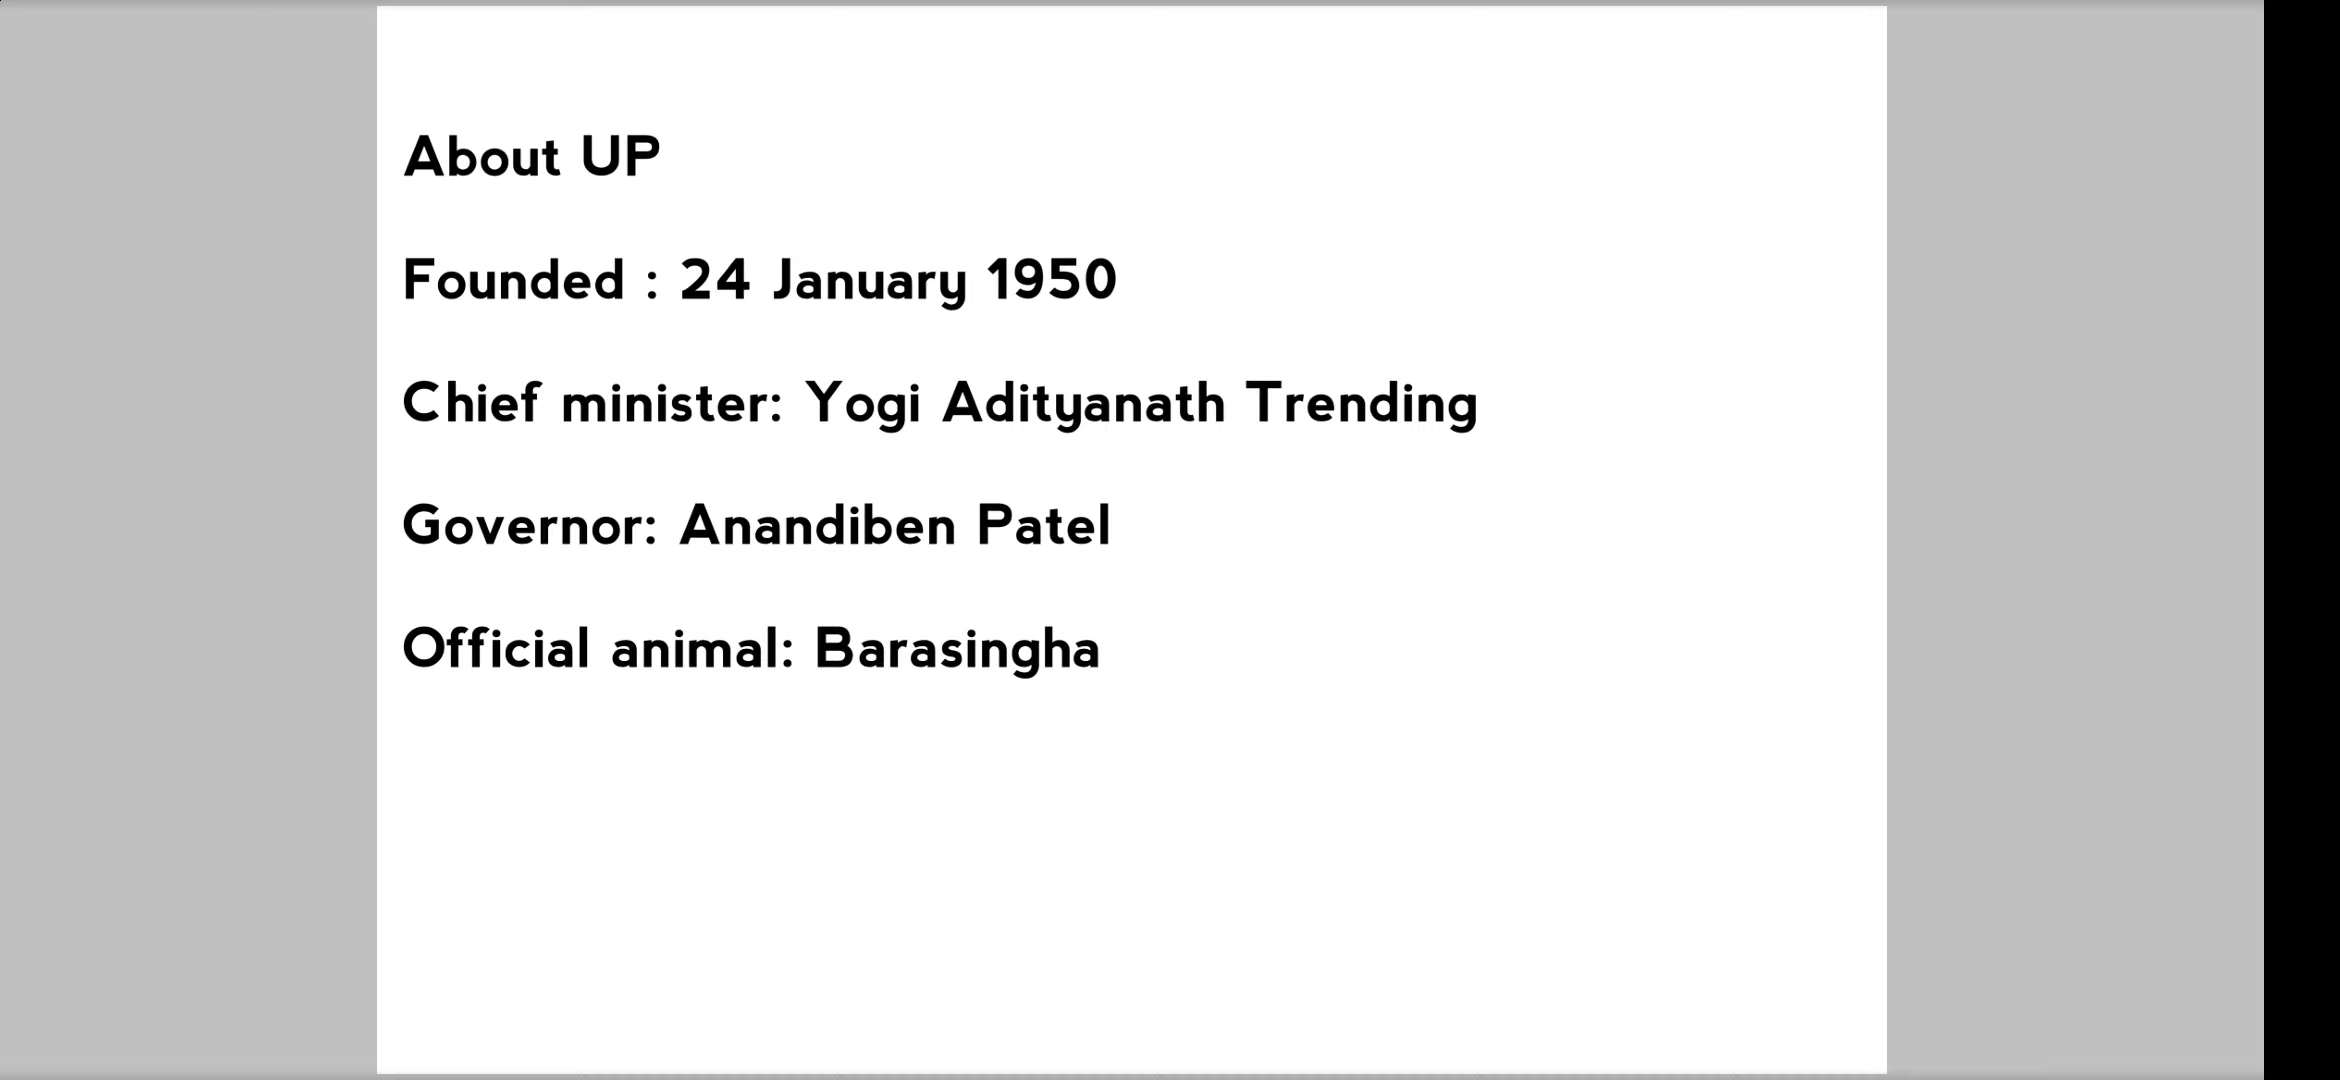 About UP
Founded : 24 January 1950
Chief minister: Yogi Adityanath Trending
Governor: Anandiben Patel
Official animal: Barasingha